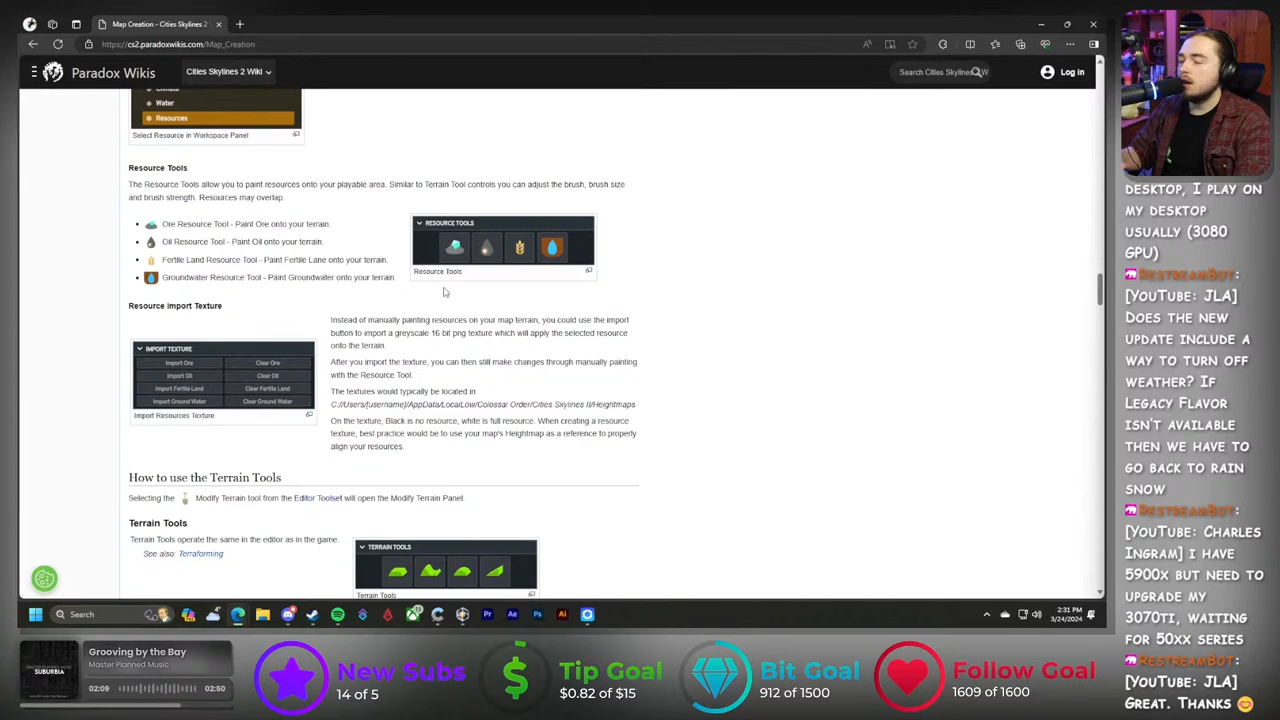 Map Creation - Cities Skylines 2
https://cs2.paradoxwikis.com/Map_Creation
Paradox Wikis
Cities Skylines 2 Wiki
Search Cities Skylines
Log in
Climate
Water
Resources
Select Resource in Workspace Panel
Resource Tools
The Resource Tools allow you to paint resources onto your playable area. Similar to Terrain Tool controls you can adjust the brush, brush size
and brush strength. Resources may overlap.
Ore Resource Tool - Paint Ore onto your terrain.
Oil Resource Tool - Paint Oil onto your terrain.
Fertile Land Resource Tool - Paint Fertile Lane onto your terrain.
Groundwater Resource Tool - Paint Groundwater onto your terrain.
RESOURCE TOOLS
Resource Tools
Resource Import Texture
IMPORT TEXTURE
Import Ore Clear Ore
Import Oil Clear Oil
Import Fertile Land Clear Fertile Land
Import Ground Water Clear Ground Water
Import Resources Texture
Instead of manually painting resources on your map terrain, you could use the import
button to import a greyscale 16 bit png texture which will apply the selected resource
onto the terrain.
After you import the texture, you can then still make changes through manually painting
with the Resource Tool.
The textures would typically be located in
C://Users/[username]/AppData/LocalLow/Colossal Order/Cities Skylines II/Heightmaps
On the texture, Black is no resource, white is full resource. When creating a resource
texture, best practice would be to use your map's Heightmap as a reference to properly
align your resources.
How to use the Terrain Tools
Selecting the Modify Terrain tool from the Editor Toolset will open the Modify Terrain Panel.
Terrain Tools
Terrain Tools operate the same in the editor as in the game.
See also: Terraforming
TERRAIN TOOLS
Terrain Tools
Search
2:31 PM
3/24/2024
DESKTOP, I PLAY ON
MY DESKTOP
USUALLY (3080
GPU)
RESTREAMBOT:
[YOUTUBE: JLA]
DOES THE NEW
UPDATE INCLUDE A
WAY TO TURN OFF
WEATHER? IF
LEGACY FLAVOR
ISN'T AVAILABLE
THEN WE HAVE TO
GO BACK TO RAIN
SNOW
RESTREAMBOT:
[YOUTUBE: CHARLES
INGRAM] I HAVE
5900X BUT NEED TO
UPGRADE MY
3070TI, WAITING
FOR 50XX SERIES
RESTREAMBOT:
[YOUTUBE: JLA]
GREAT. THANKS 😊
SUBURBIA
Grooving by the Bay
Master Planned Music
02:09
02:50
New Subs
14 of 5
Tip Goal
$0.82 of $15
Bit Goal
312 of 1500
Follow Goal
1609 of 1600